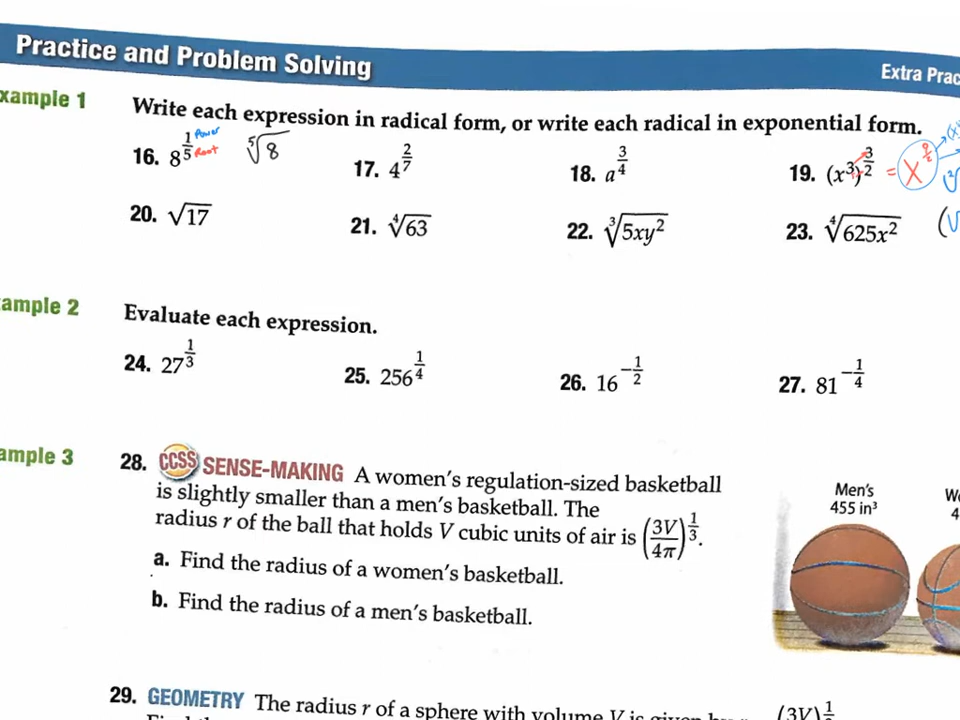 Practice and Problem Solving
Extra Prac
xample 1
Write each expression in radical form, or write each radical in exponential form.
16. 8^(1/5) Power Root ⁵√8
17. 4^(2/7)
18. a^(3/4)
19. (x³)^(3/2) = x^(9/2)
20. √17
21. ⁴√63
22. ³√5xy²
23. ⁴√625x²
ample 2
Evaluate each expression.
24. 27^(1/3)
25. 256^(1/4)
26. 16^(-1/2)
27. 81^(-1/4)
ample 3
28. CCSS SENSE-MAKING A women's regulation-sized basketball
is slightly smaller than a men's basketball. The
radius r of the ball that holds V cubic units of air is (3V/4π)^(1/3).
a. Find the radius of a women's basketball.
b. Find the radius of a men's basketball.
Men's
455 in³
29. GEOMETRY The radius r of a sphere with volume V is given by